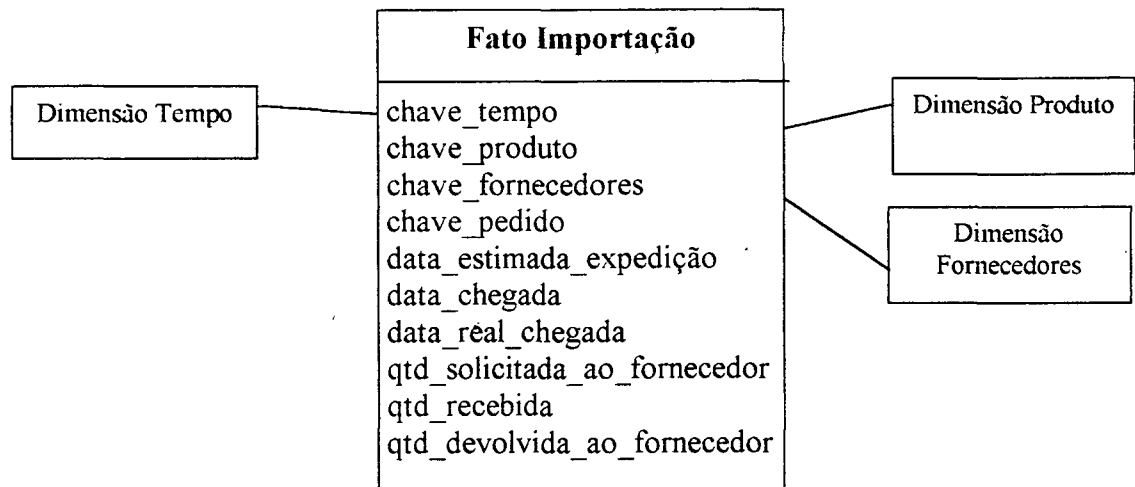 Fato Importação
Dimensão Tempo
chave_tempo
chave_produto
chave_fornecedores
chave_pedido
data_estimada_expedição
data_chegada
data_real_chegada
qtd_solicitada_ao_fornecedor
qtd_recebida
qtd_devolvida_ao_fornecedor
Dimensão Produto
Dimensão
Fornecedores